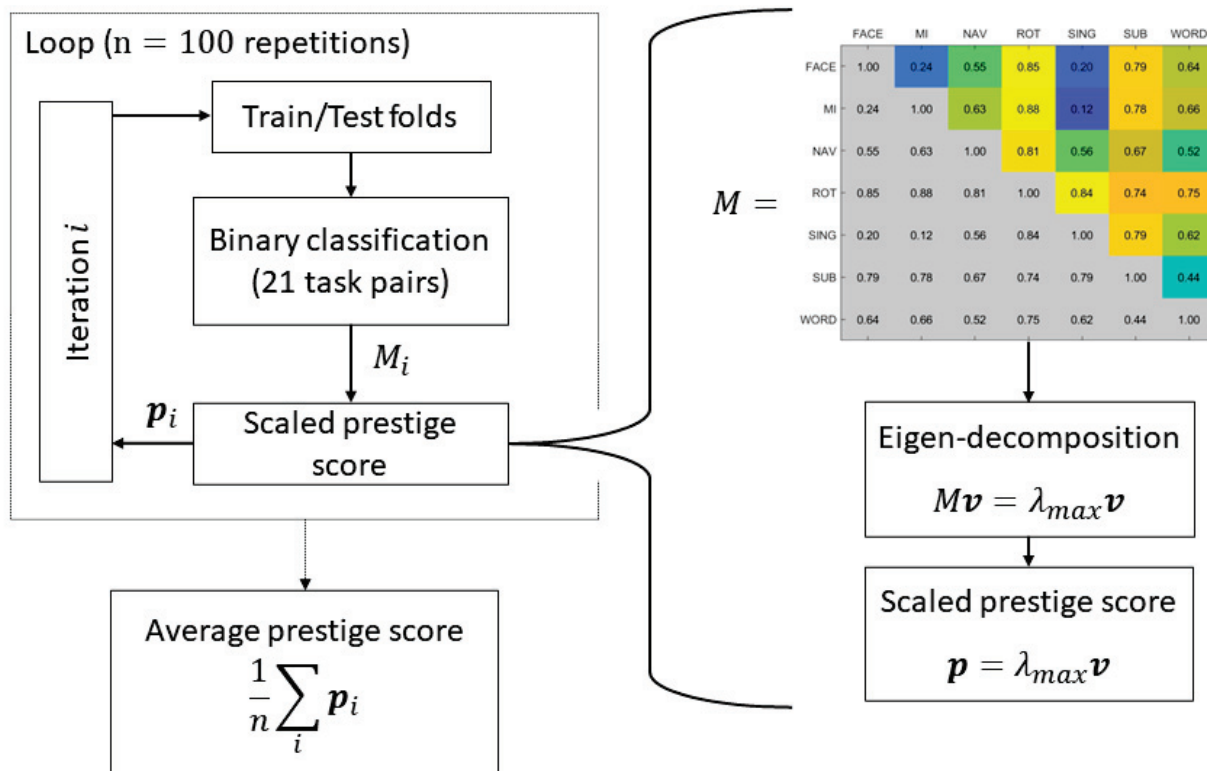 Loop (n = 100 repetitions)
Train/Test folds
Iteration i
Binary classification
(21 task pairs)
M_i
p_i
Scaled prestige
score
Average prestige score
1/n ∑_i p_i
M =
FACE MI NAV ROT SING SUB WORD
FACE 1.00 0.24 0.55 0.85 0.20 0.79 0.64
MI 0.24 1.00 0.63 0.88 0.12 0.78 0.66
NAV 0.55 0.63 1.00 0.81 0.56 0.67 0.52
ROT 0.85 0.88 0.81 1.00 0.84 0.74 0.75
SING 0.20 0.12 0.56 0.84 1.00 0.79 0.62
SUB 0.79 0.78 0.67 0.74 0.79 1.00 0.44
WORD 0.64 0.66 0.52 0.75 0.62 0.44 1.00
Eigen-decomposition
Mv = λ_max v
Scaled prestige score
p = λ_max v